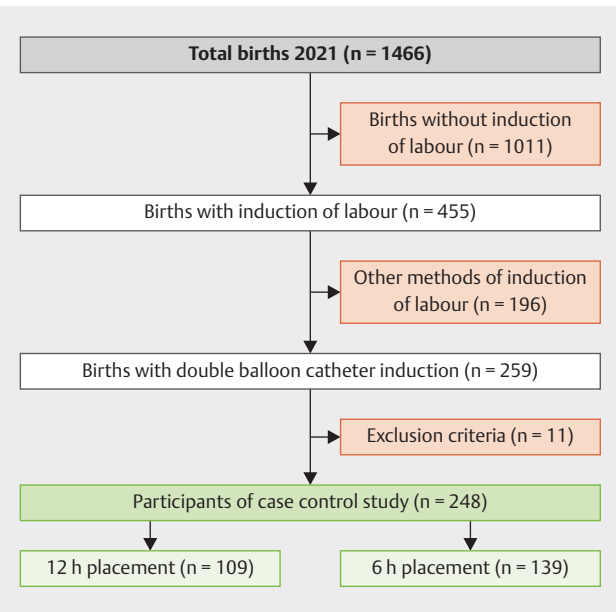 Total births 2021 (n = 1466)
Births without induction
of labour (n = 1011)
Births with induction of labour (n = 455)
Other methods of induction
of labour (n = 196)
Births with double balloon catheter induction (n = 259)
Exclusion criteria (n = 11)
Participants of case control study (n = 248)
12 h placement (n = 109)
6 h placement (n = 139)